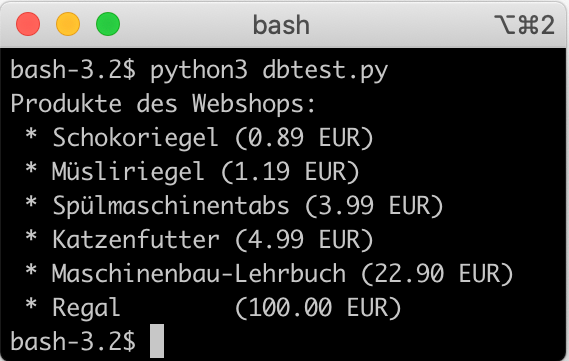 bash ⌥⌘2
bash-3.2$ python3 dbtest.py
Produkte des Webshops:
 * Schokoriegel (0.89 EUR)
 * Müsliriegel (1.19 EUR)
 * Spülmaschinentabs (3.99 EUR)
 * Katzenfutter (4.99 EUR)
 * Maschinenbau-Lehrbuch (22.90 EUR)
 * Regal        (100.00 EUR)
bash-3.2$